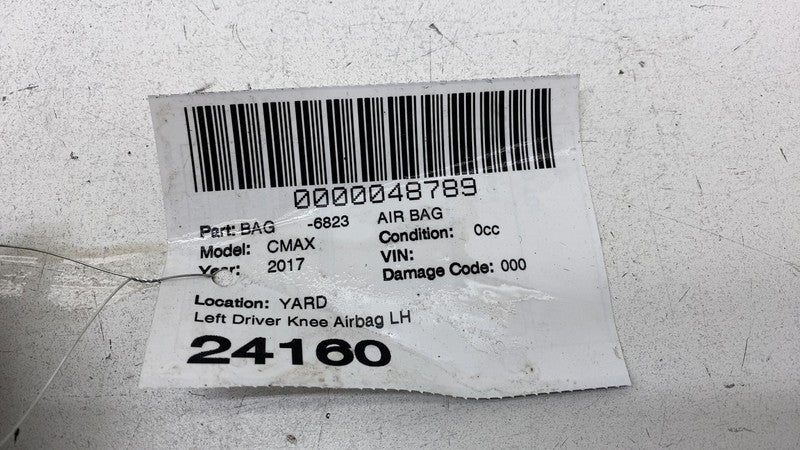 0000048789
Part: BAG -6823 AIR BAG
Model: CMAX Condition: 0cc
Year: 2017 VIN:
Damage Code: 000
Location: YARD
Left Driver Knee Airbag LH
24160